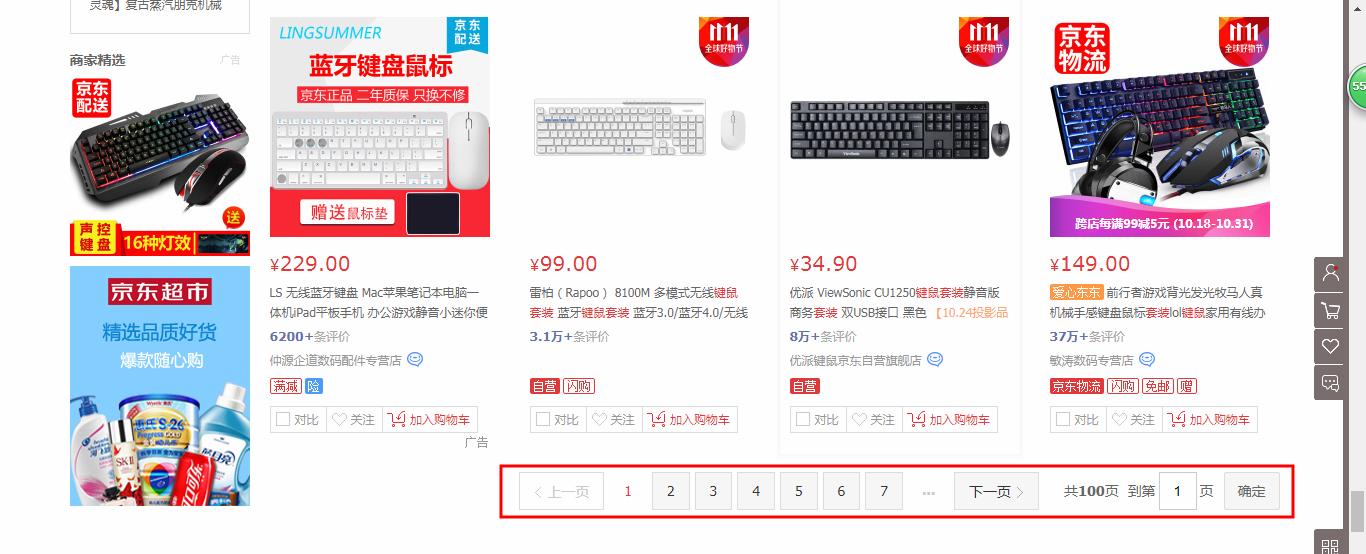 灵魂】复古蒸汽朋克机械
商家精选
广告
京东
配送
声控
键盘
16种灯效
送
京东超市
精选品质好货
爆款随心购
LINGSUMMER
京东
配送
蓝牙键盘鼠标
京东正品 二年质保 只换不修
赠送鼠标垫
¥229.00
LS 无线蓝牙键盘 Mac苹果笔记本电脑一
体机iPad平板手机 办公游戏静音小迷你便
6200+条评价
仲源企道数码配件专营店
满减 险
对比 关注 加入购物车
广告
11.11
全球好物节
¥99.00
雷柏（Rapoo） 8100M 多模式无线键鼠
套装 蓝牙键鼠套装 蓝牙3.0/蓝牙4.0/无线
3.1万+条评价
自营 闪购
对比 关注 加入购物车
11.11
全球好物节
ViewSonic
¥34.90
优派 ViewSonic CU1250键鼠套装静音版
商务套装 双USB接口 黑色 【10.24投影品
8万+条评价
优派键鼠京东自营旗舰店
自营
对比 关注 加入购物车
京东
物流
11.11
全球好物节
跨店每满99减5元 (10.18-10.31)
¥149.00
爱心东东 前行者游戏背光发光牧马人真
机械手感键盘鼠标套装lol键鼠家用有线办
37万+条评价
敏涛数码专营店
京东物流 闪购 免邮 赠
对比 关注 加入购物车
上一页 1 2 3 4 5 6 7 ... 下一页 共100页 到第 1 页 确定
55